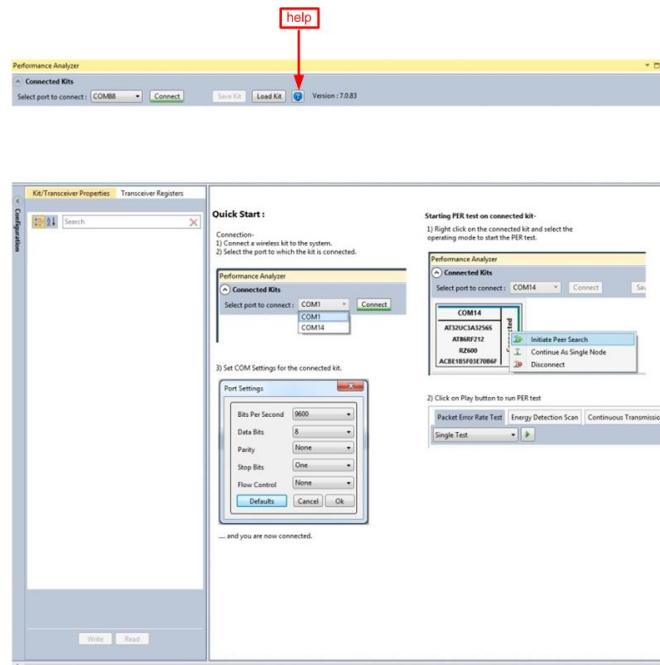 help
Performance Analyzer
Connected Kits
Select port to connect : COM88 Connect Save Kit Load Kit ? Version : 7.0.83
Kit/Transceiver Properties Transceiver Registers
Configuration
Search
Quick Start :
Connection-
1) Connect a wireless kit to the system.
2) Select the port to which the kit is connected.
Performance Analyzer
Connected Kits
Select port to connect : COM1 Connect
COM1
COM14
3) Set COM Settings for the connected kit.
Port Settings
Bits Per Second 9600
Data Bits 8
Parity None
Stop Bits One
Flow Control None
Defaults Cancel Ok
.... and you are now connected.
Starting PER test on connected kit-
1) Right click on the connected kit and select the
operating mode to start the PER test.
Performance Analyzer
Connected Kits
Select port to connect : COM14 Connect Sa
COM14
AT32UC3A3256S
AT86RF212
RZ600
ACBE1B5F03E70B6F
Connected
Initiate Peer Search
Continue As Single Node
Disconnect
2) Click on Play button to run PER test
Packet Error Rate Test Energy Detection Scan Continuous Transmissio
Single Test
Write Read